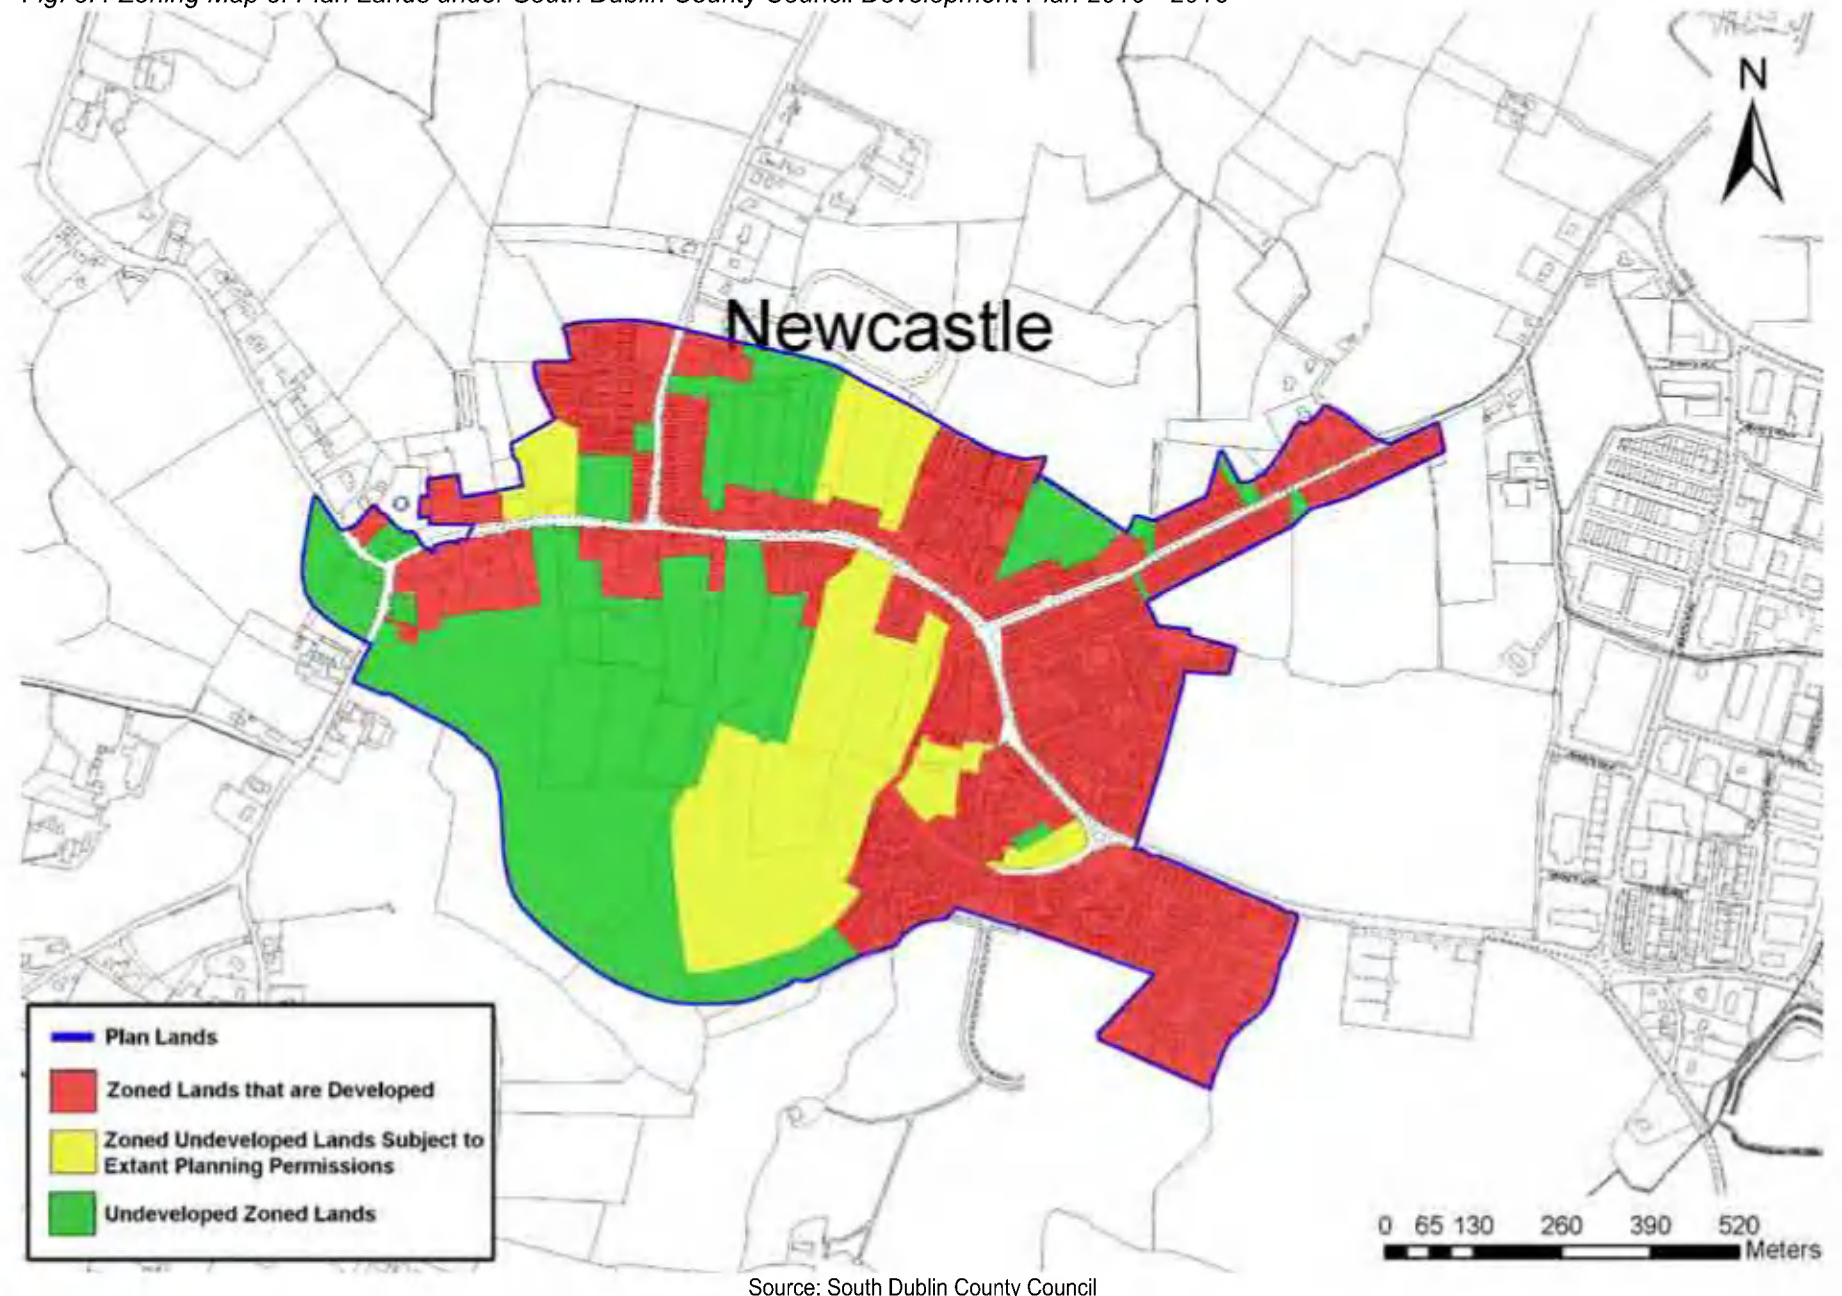 N
Newcastle
Plan Lands
Zoned Lands that are Developed
Zoned Undeveloped Lands Subject to
Extant Planning Permissions
Undeveloped Zoned Lands
0 65 130 260 390 520
Meters
Source: South Dublin County Council